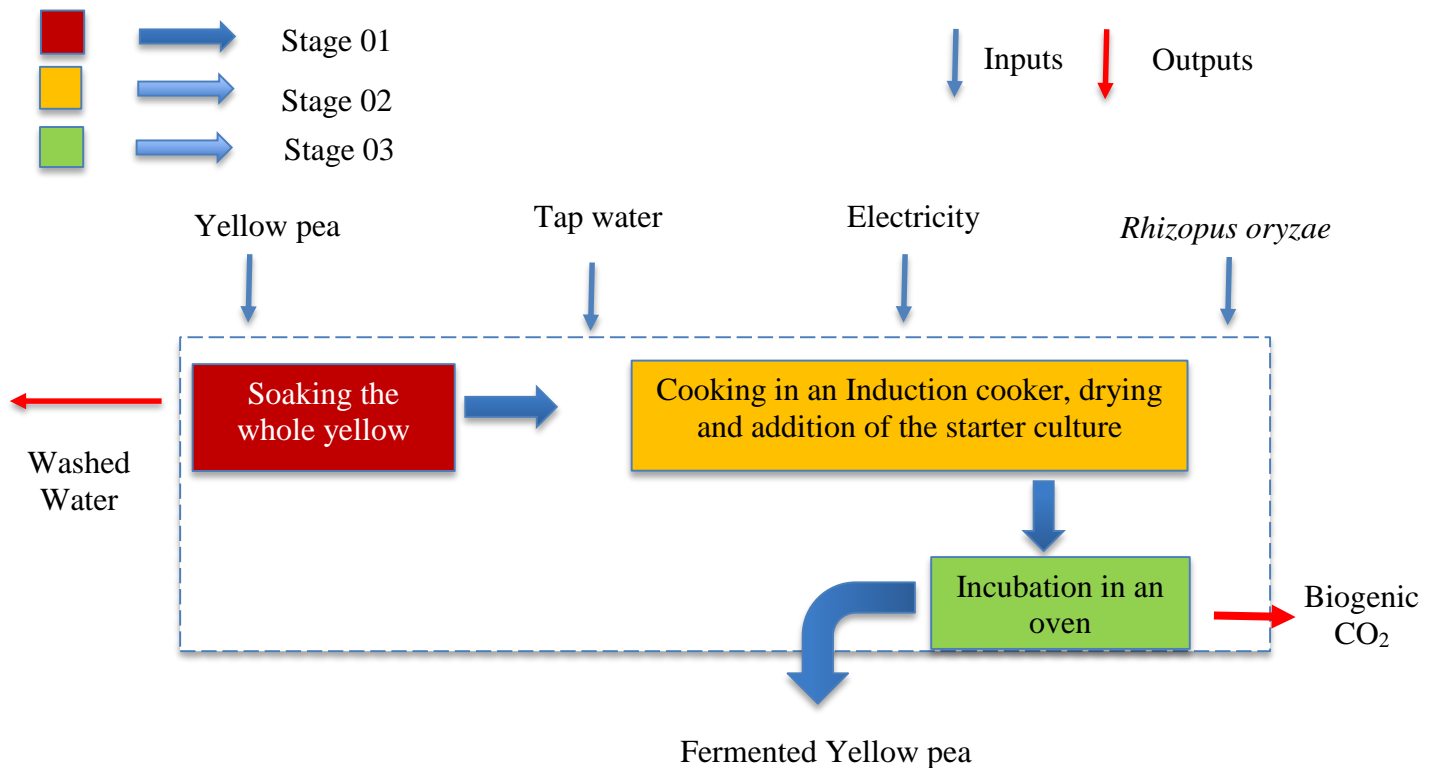 Stage 01
Inputs
Outputs
Stage 02
Stage 03
Yellow pea
Tap water
Electricity
Rhizopus oryzae
Soaking the
whole yellow
Cooking in an Induction cooker, drying
and addition of the starter culture
Washed
Water
Incubation in an
oven
Biogenic
CO₂
Fermented Yellow pea